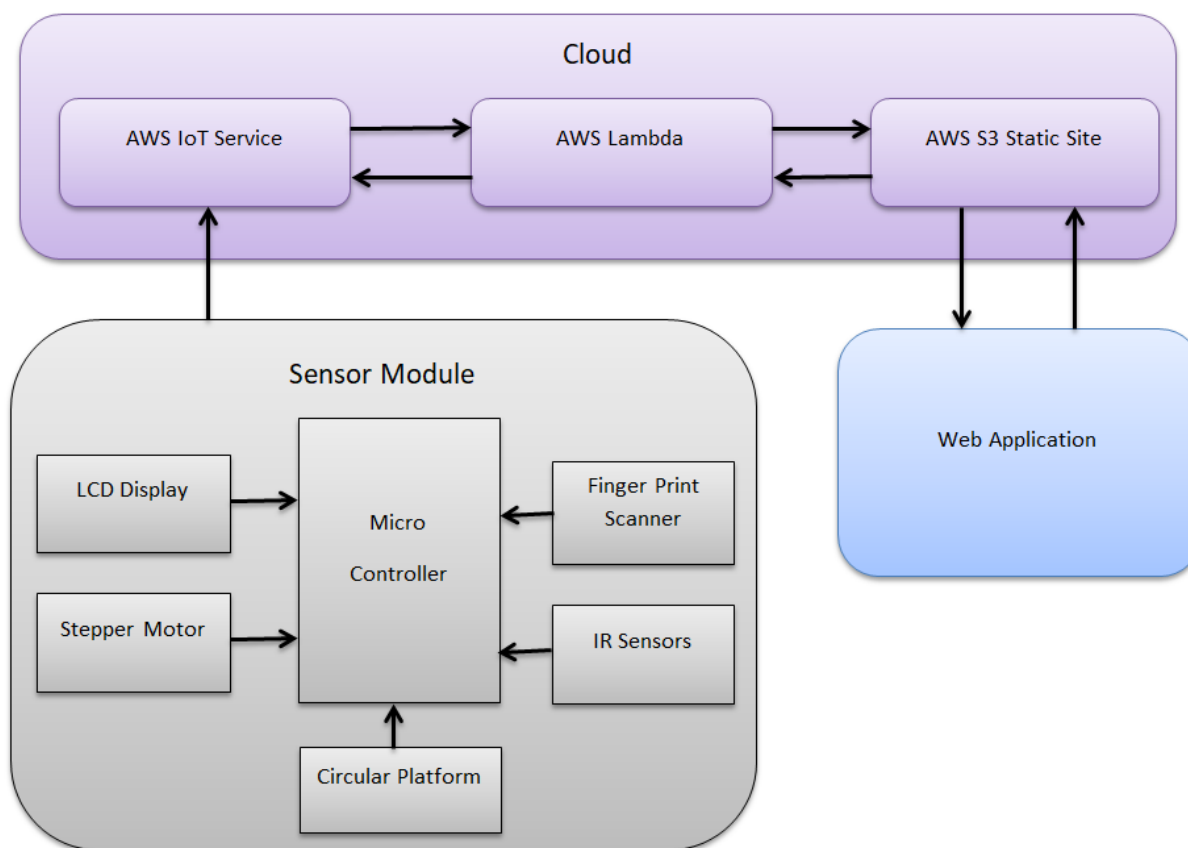 Cloud
AWS IoT Service
AWS Lambda
AWS S3 Static Site
Sensor Module
LCD Display
Stepper Motor
Micro
Controller
Finger Print
Scanner
IR Sensors
Circular Platform
Web Application